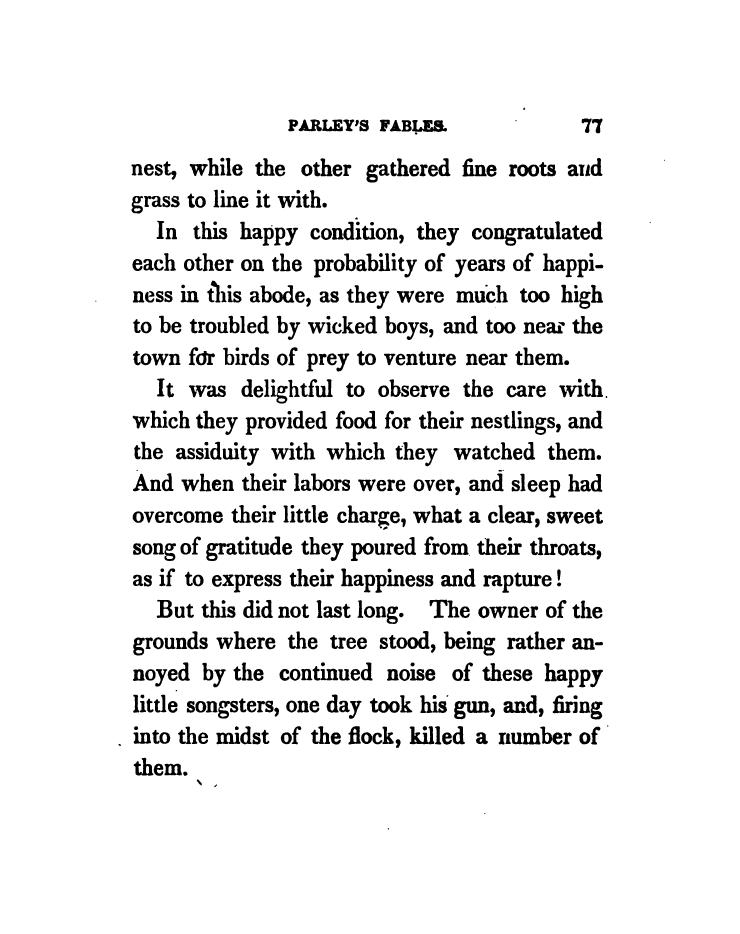 PARLEY'S FABLES. 77
nest, while the other gathered fine roots and
grass to line it with.
In this happy condition, they congratulated
each other on the probability of years of happi-
ness in this abode, as they were much too high
to be troubled by wicked boys, and too near the
town for birds of prey to venture near them.
It was delightful to observe the care with
which they provided food for their nestlings, and
the assiduity with which they watched them.
And when their labors were over, and sleep had
overcome their little charge, what a clear, sweet
song of gratitude they poured from their throats,
as if to express their happiness and rapture!
But this did not last long. The owner of the
grounds where the tree stood, being rather an-
noyed by the continued noise of these happy
little songsters, one day took his gun, and, firing
into the midst of the flock, killed a number of
them.